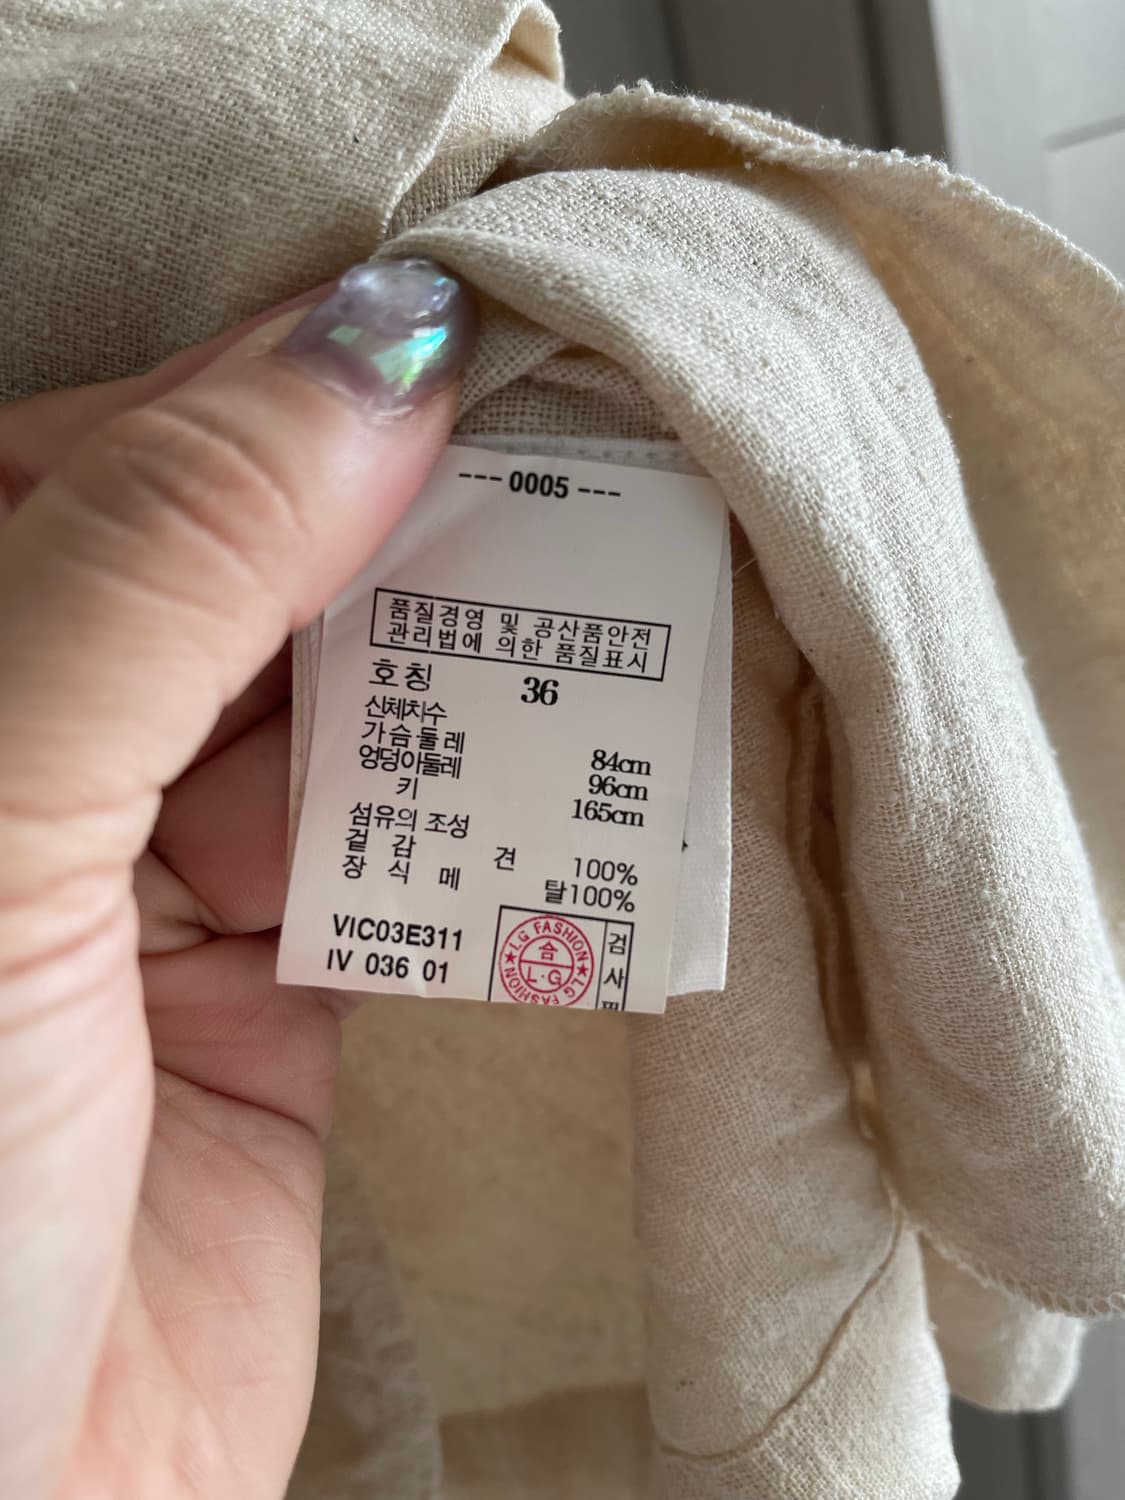 --- 0005 ---
품질경영 및 공산품안전
관리법에 의한 품질표시
호칭 36
신체치수
가슴둘레 84cm
엉덩이둘레 96cm
키 165cm
섬유의 조성
겉감 견 100%
장식 메탈100%
VIC03E311
IV 036 01
LG FASHION ★ LG FASHION ★
合
L·G
검사